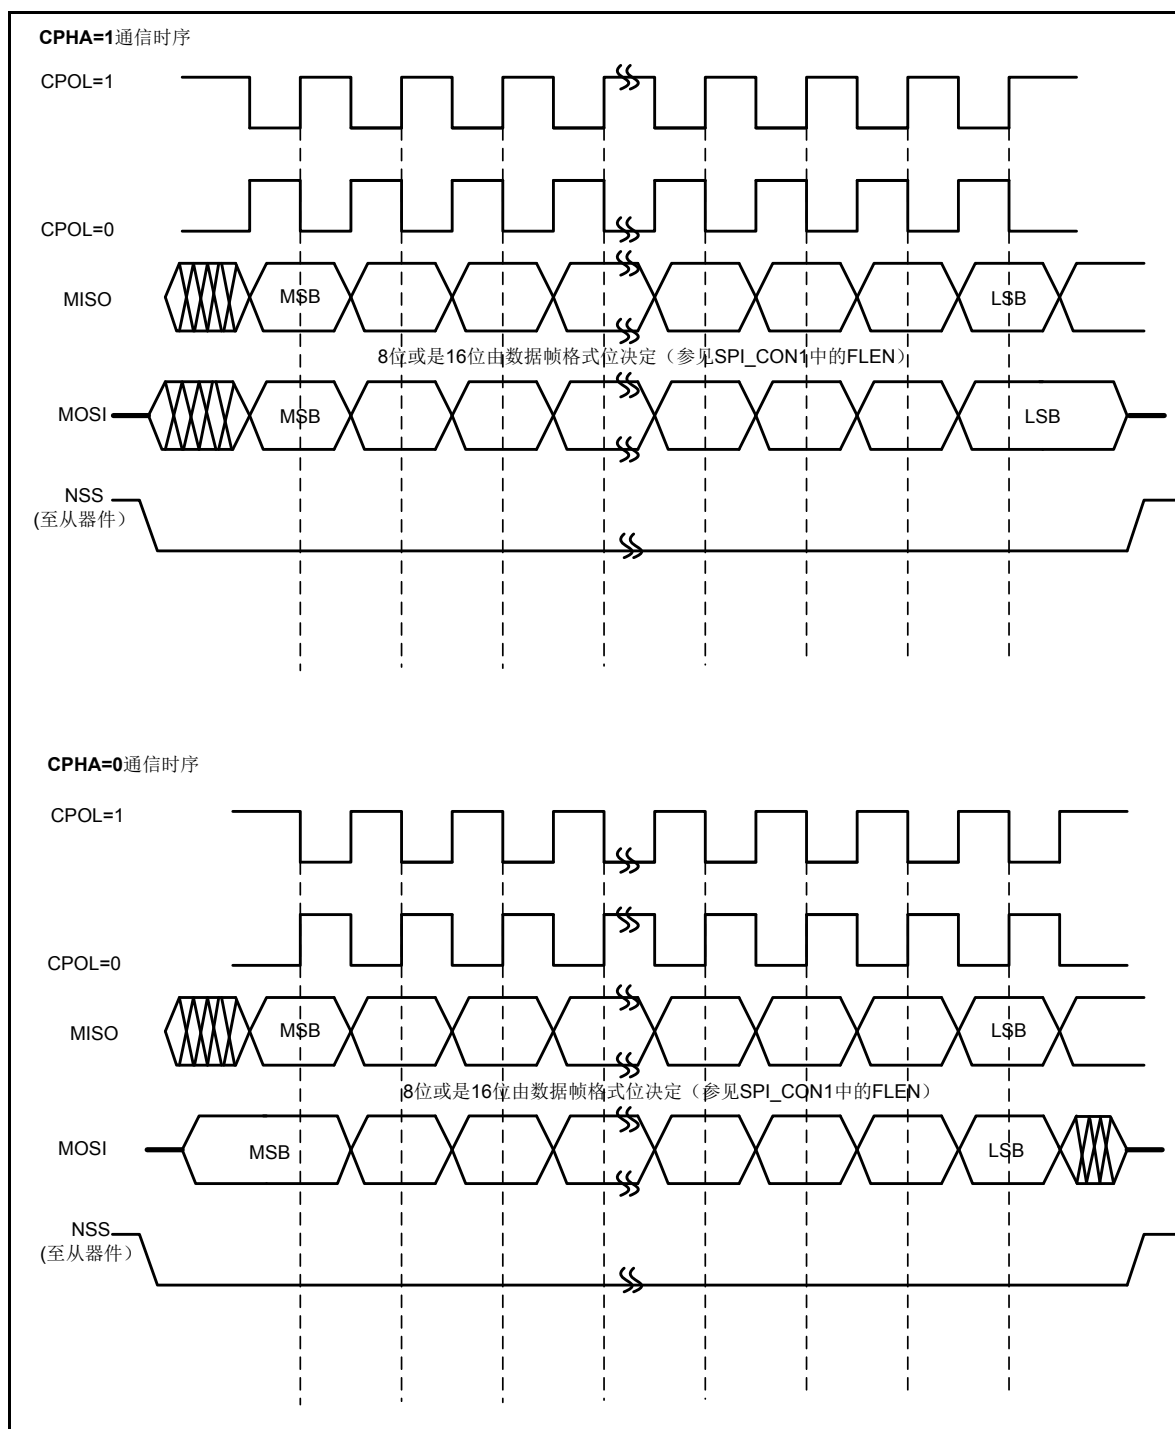 CPHA=1通信时序
CPOL=1
CPOL=0
MISO
MSB
LSB
8位或是16位由数据帧格式位决定（参见SPI_CON1中的FLEN）
MOSI
MSB
LSB
NSS
(至从器件）
CPHA=0通信时序
CPOL=1
CPOL=0
MISO
MSB
LSB
8位或是16位由数据帧格式位决定（参见SPI_CON1中的FLEN）
MOSI
MSB
LSB
NSS
(至从器件）